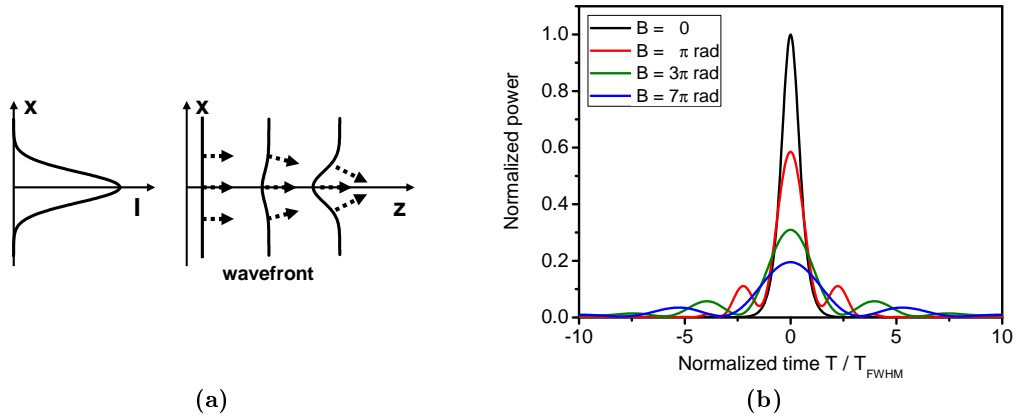 x
I
x
z
wavefront
(a)
Normalized power
1.0
0.8
0.6
0.4
0.2
0.0
B = 0
B = π rad
B = 3π rad
B = 7π rad
-10
-5
0
5
10
Normalized time T / T_FWHM
(b)